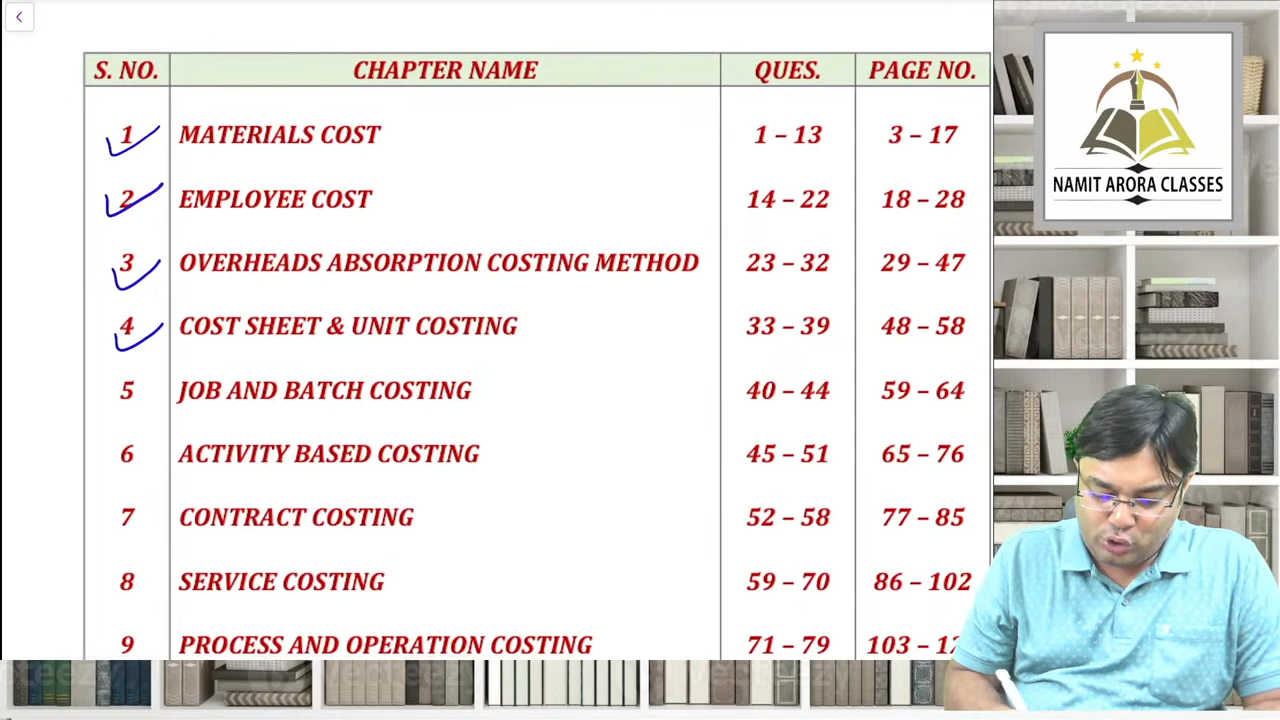 S. NO. CHAPTER NAME QUES. PAGE NO.
1 MATERIALS COST 1 – 13 3 – 17
2 EMPLOYEE COST 14 – 22 18 – 28
3 OVERHEADS ABSORPTION COSTING METHOD 23 – 32 29 – 47
4 COST SHEET & UNIT COSTING 33 – 39 48 – 58
5 JOB AND BATCH COSTING 40 – 44 59 – 64
6 ACTIVITY BASED COSTING 45 – 51 65 – 76
7 CONTRACT COSTING 52 – 58 77 – 85
8 SERVICE COSTING 59 – 70 86 – 102
9 PROCESS AND OPERATION COSTING 71 – 79 103 –
NAMIT ARORA CLASSES